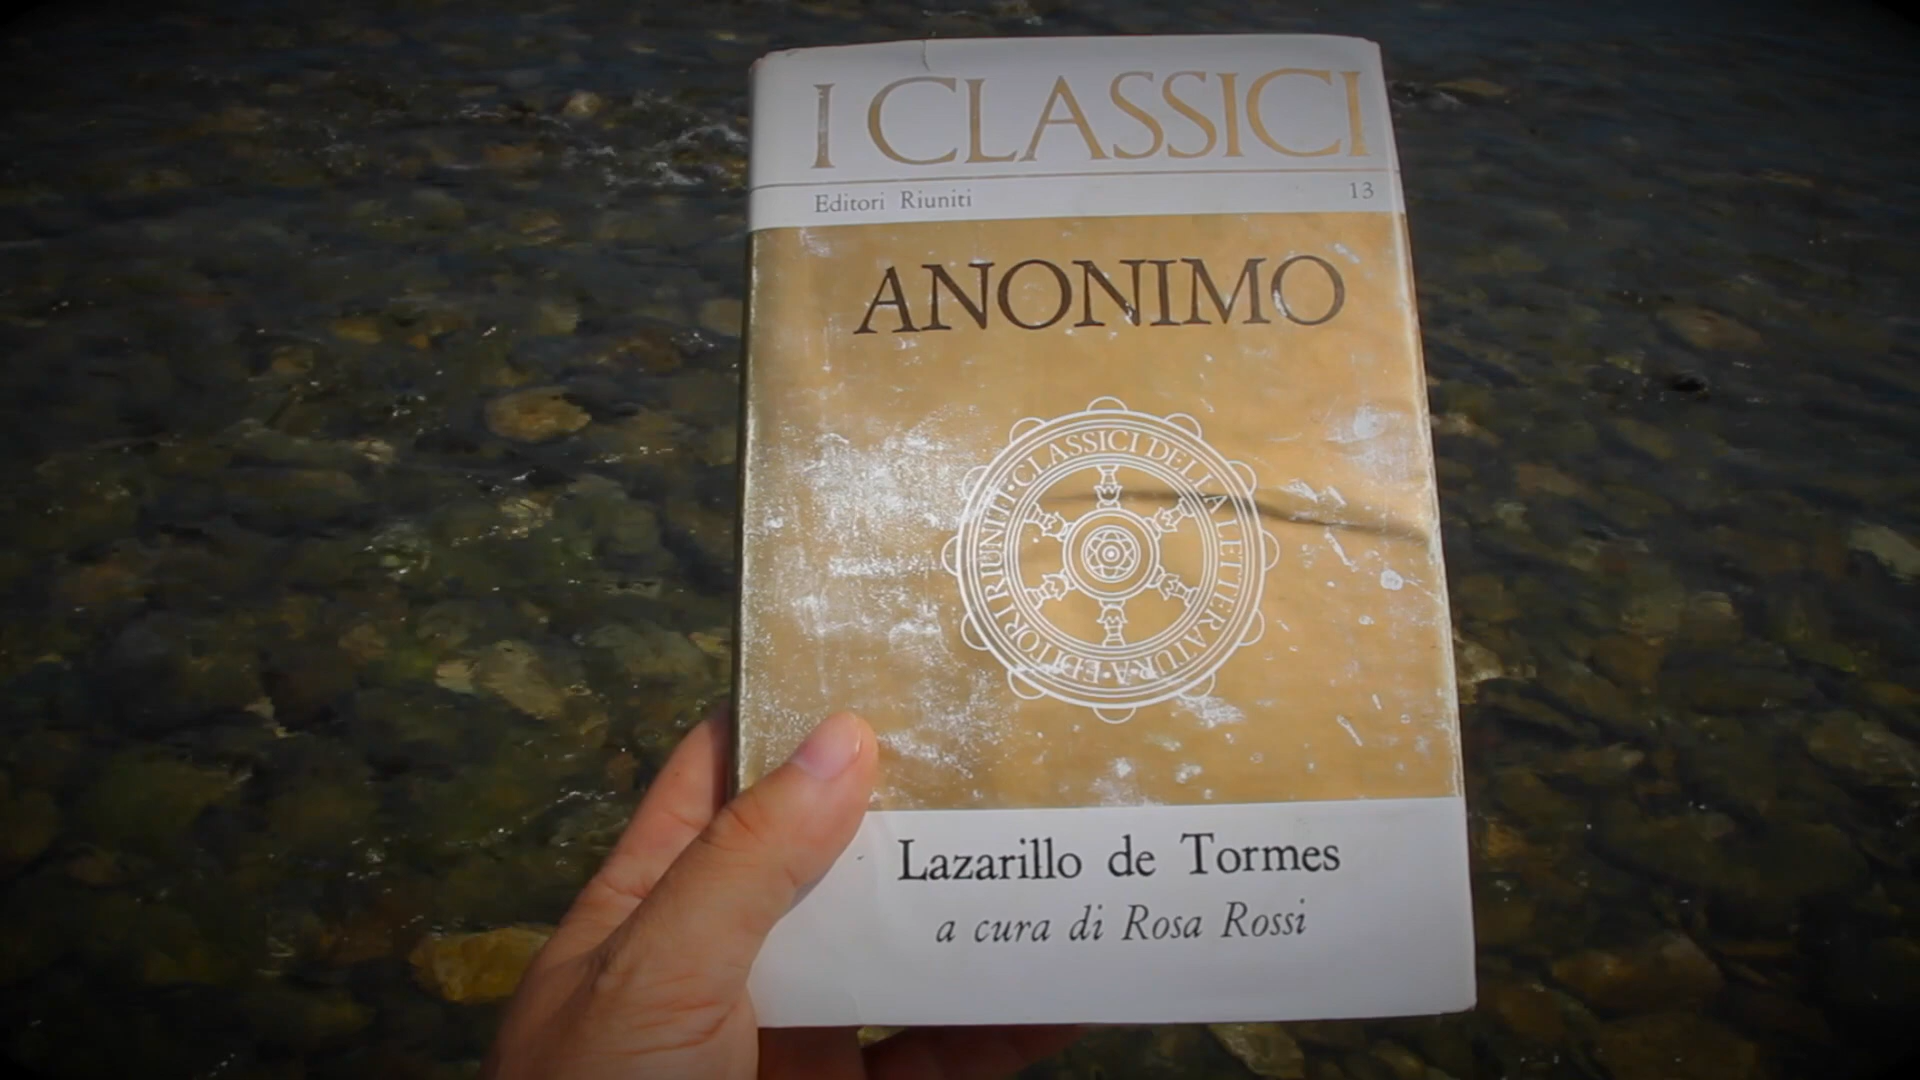 I CLASSICI
Editori Riuniti 13
ANONIMO
CLASSICI DELLA LETTERATURA • EDITORI RIUNITI •
Lazarillo de Tormes
a cura di Rosa Rossi